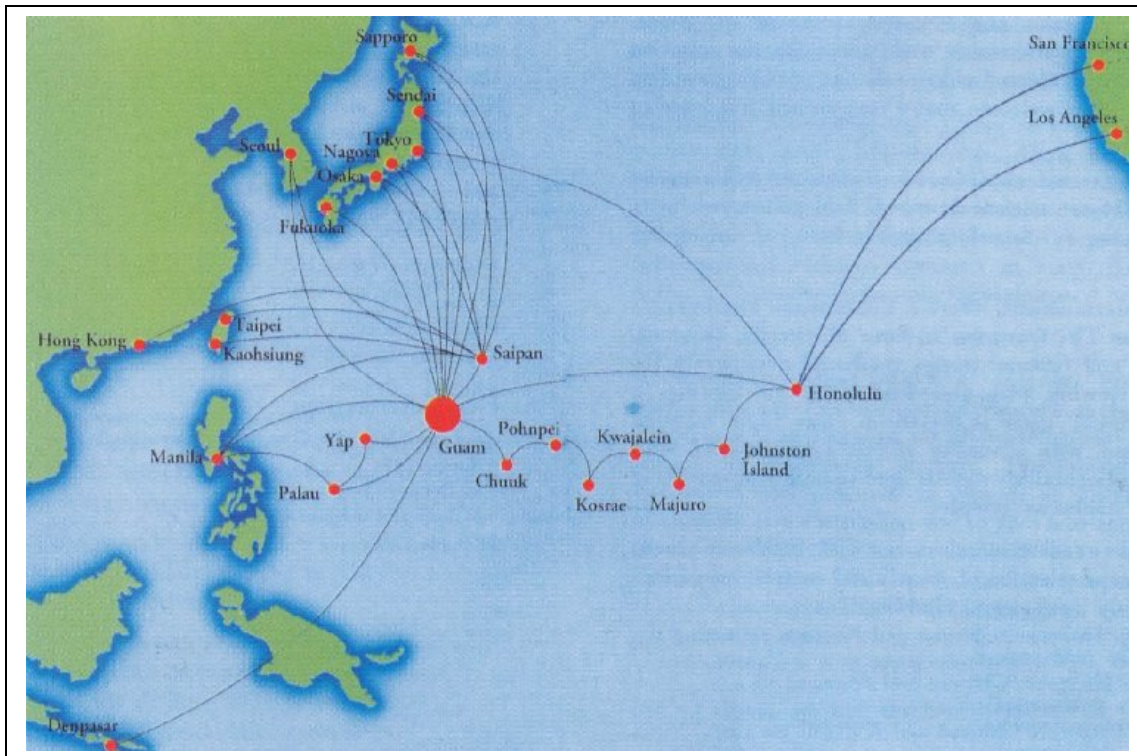 Sapporo
San Francisco
Sendai
Los Angeles
Tokyo
Seoul
Nagoya
Osaka
Fukuoka
Taipei
Hong Kong
Kaohsiung
Saipan
Honolulu
Pohnpei
Kwajalein
Yap
Guam
Manila
Johnston
Island
Chuuk
Palau
Kosrae
Majuro
Denpasar